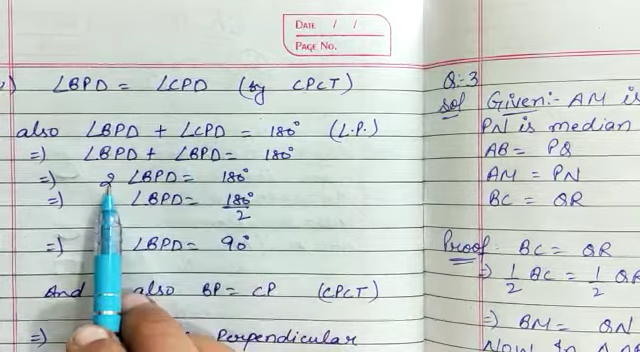 DATE / /
PAGE NO.
) ∠BPD = ∠CPD (by CPCT)
also ∠BPD + ∠CPD = 180° (L.P.)
=) ∠BPD + ∠BPD = 180°
=) 2 ∠BPD = 180°
=) ∠BPD = 180°/2
=) ∠BPD = 90°
And also BP = CP (CPCT)
=) Perpendicular
Q:-3
Sol Given:- AM is
PN is median
AB = PQ
AM = PN
BC = QR
Proof: BC = QR
=) 1/2 BC = 1/2 QR
=) BM = QN
Now In